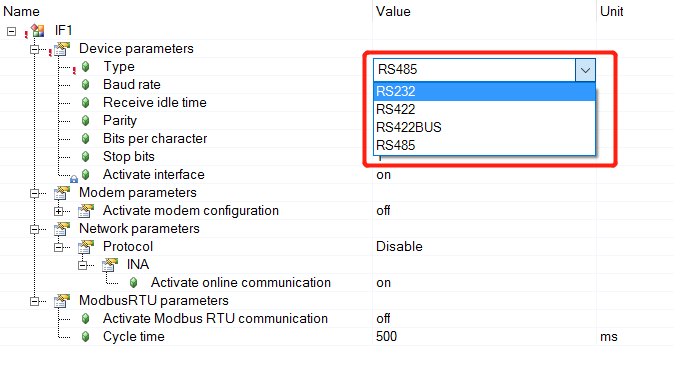 Name Value Unit
IF1
Device parameters
Type RS485
Baud rate RS232
Receive idle time RS422
Parity RS422BUS
Bits per character RS485
Stop bits
Activate interface on
Modem parameters
Activate modem configuration off
Network parameters
Protocol Disable
INA
Activate online communication on
ModbusRTU parameters
Activate Modbus RTU communication off
Cycle time 500 ms